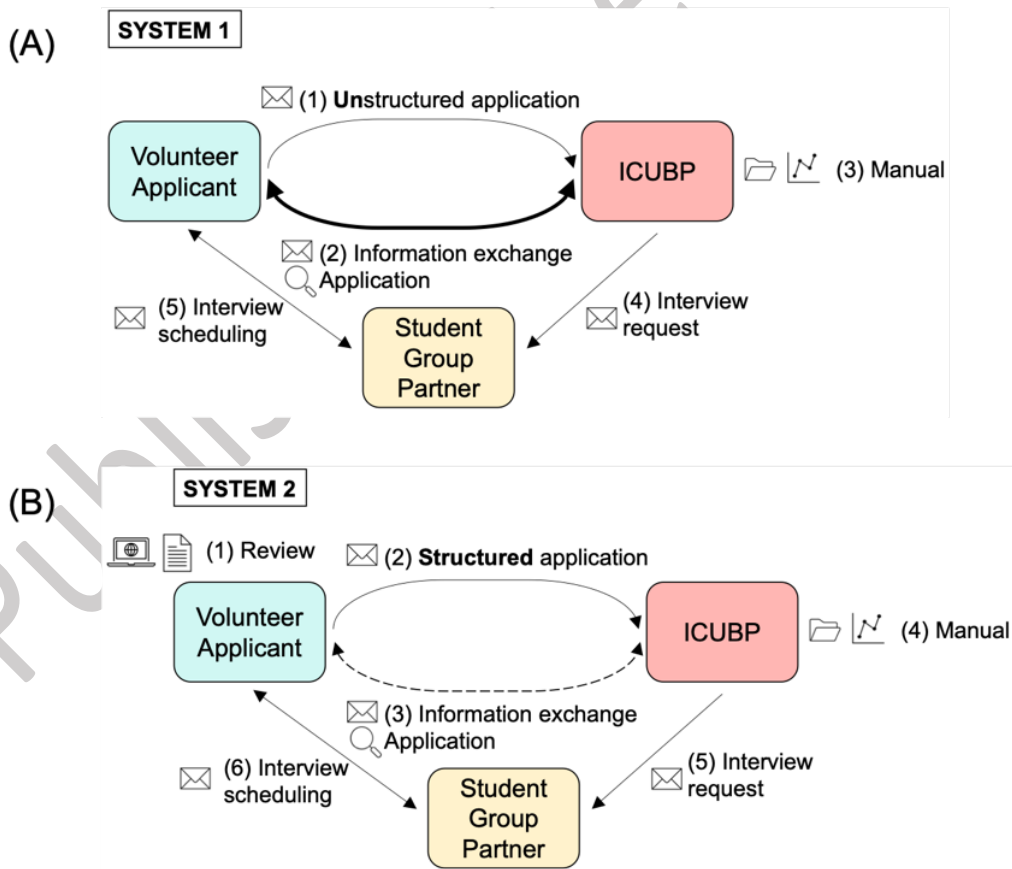 (A)
SYSTEM 1
(1) Unstructured application
Volunteer
Applicant
ICUBP
(3) Manual
(2) Information exchange
Application
(5) Interview
scheduling
(4) Interview
request
Student
Group
Partner
(B)
SYSTEM 2
(1) Review
(2) Structured application
Volunteer
Applicant
ICUBP
(4) Manual
(3) Information exchange
Application
(6) Interview
scheduling
(5) Interview
request
Student
Group
Partner
Publis